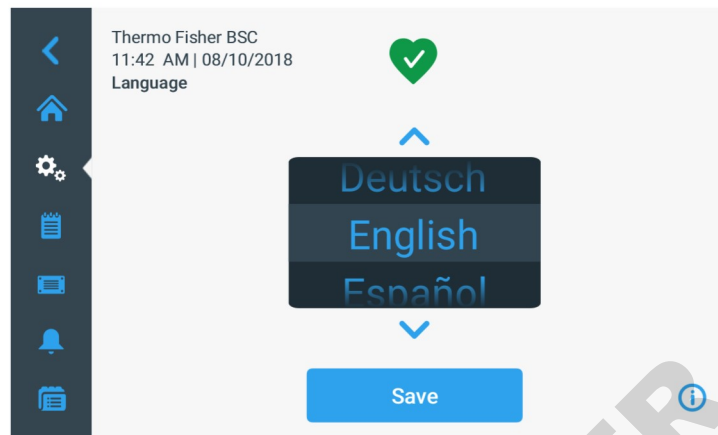 Thermo Fisher BSC
11:42 AM | 08/10/2018
Language
Deutsch
English
Español
Save